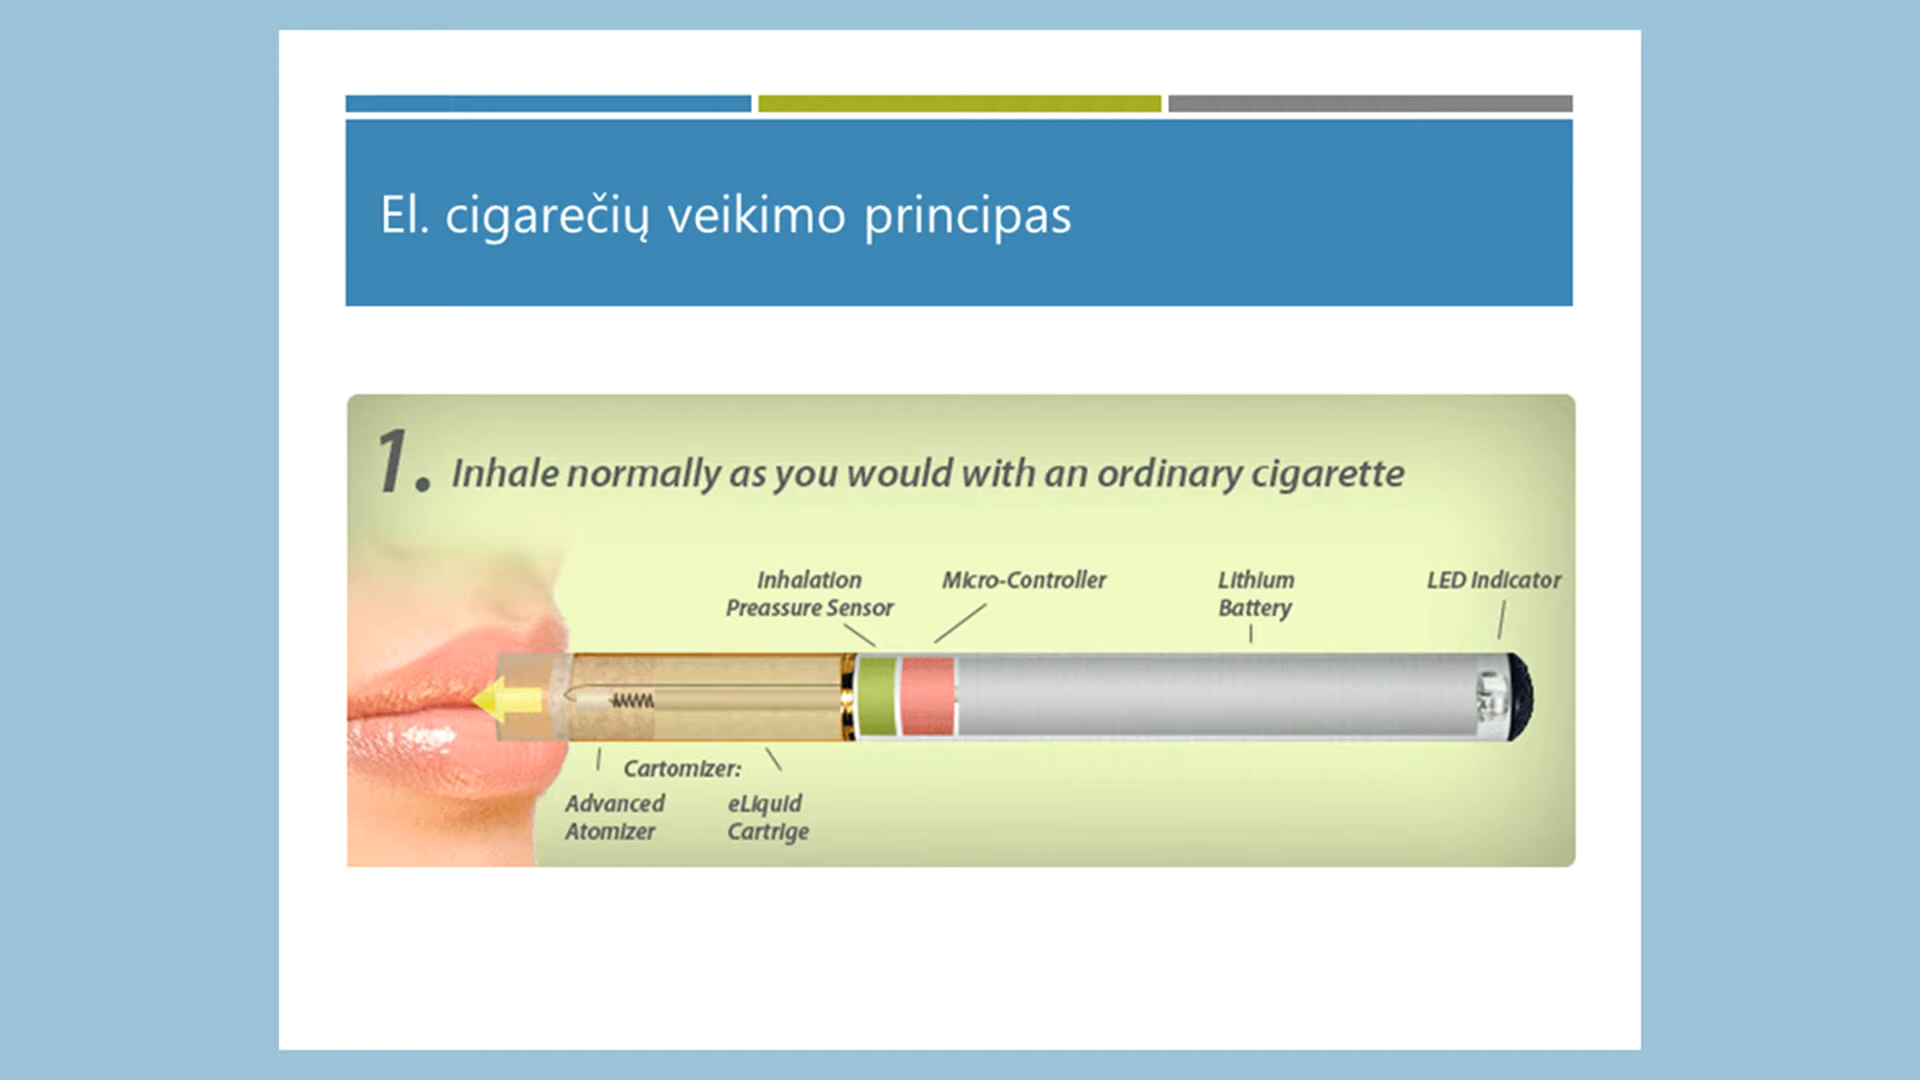 El. cigarečių veikimo principas
1. Inhale normally as you would with an ordinary cigarette
Inhalation
Preassure Sensor
Micro-Controller
Lithium
Battery
LED Indicator
Cartomizer:
Advanced
Atomizer
eLiquid
Cartrige